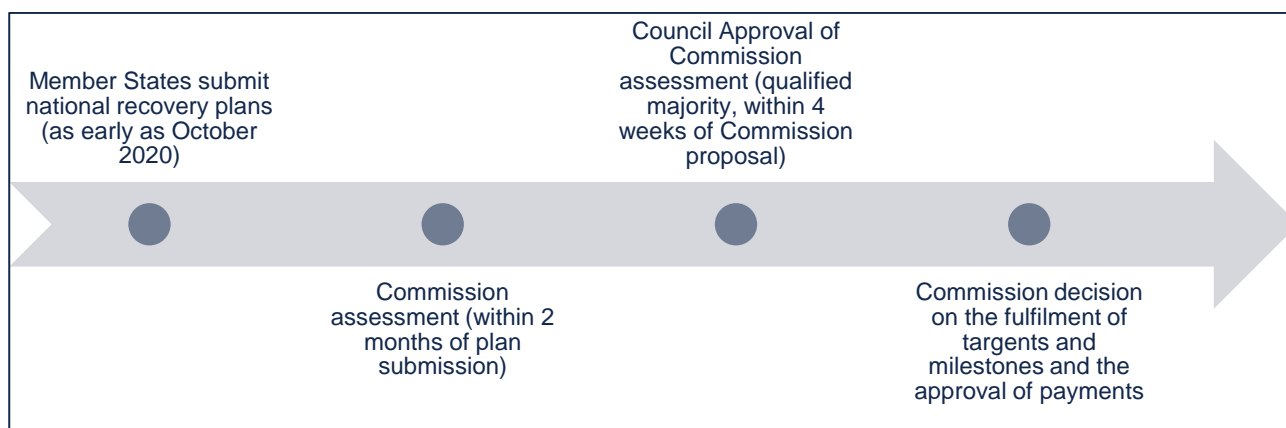 Member States submit
national recovery plans
(as early as October
2020)
Commission
assessment (within 2
months of plan
submission)
Council Approval of
Commission
assessment (qualified
majority, within 4
weeks of Commission
proposal)
Commission decision
on the fulfilment of
targents and
milestones and the
approval of payments